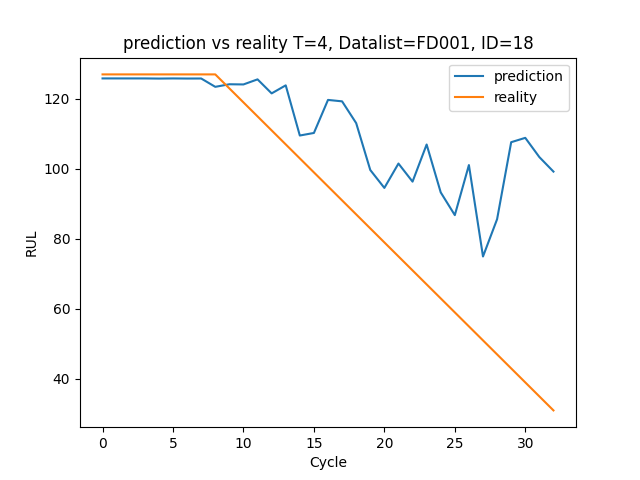 prediction vs reality T=4, Datalist=FD001, ID=18
prediction
reality
RUL
120
100
80
60
40
0 5 10 15 20 25 30
Cycle